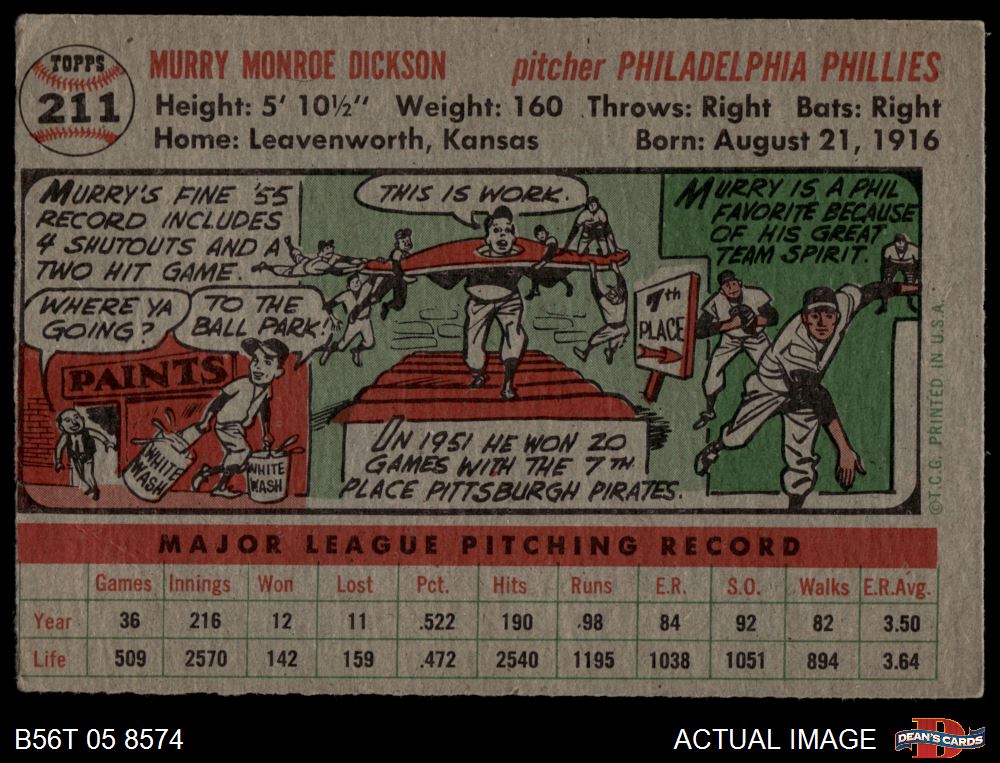 TOPPS
211
MURRY MONROE DICKSON pitcher PHILADELPHIA PHILLIES
Height: 5' 10½" Weight: 160 Throws: Right Bats: Right
Home: Leavenworth, Kansas Born: August 21, 1916
MURRY'S FINE '55
RECORD INCLUDES
4 SHUTOUTS AND A
TWO HIT GAME.
WHERE YA
GOING?
TO THE
BALL PARK!
PAINTS
WHITE
WASH
WHITE
WASH
THIS IS WORK.
7th
PLACE
IN 1951 HE WON 20
GAMES WITH THE 7TH
PLACE PITTSBURGH PIRATES.
MURRY IS A PHIL
FAVORITE BECAUSE
OF HIS GREAT
TEAM SPIRIT.
©T.C.G. PRINTED IN U.S.A.
MAJOR LEAGUE PITCHING RECORD
Games Innings Won Lost Pct. Hits Runs E.R. S.O. Walks E.R.Avg.
Year 36 216 12 11 .522 190 98 84 92 82 3.50
Life 509 2570 142 159 .472 2540 1195 1038 1051 894 3.64
B56T 05 8574
ACTUAL IMAGE
DEAN'S CARDS